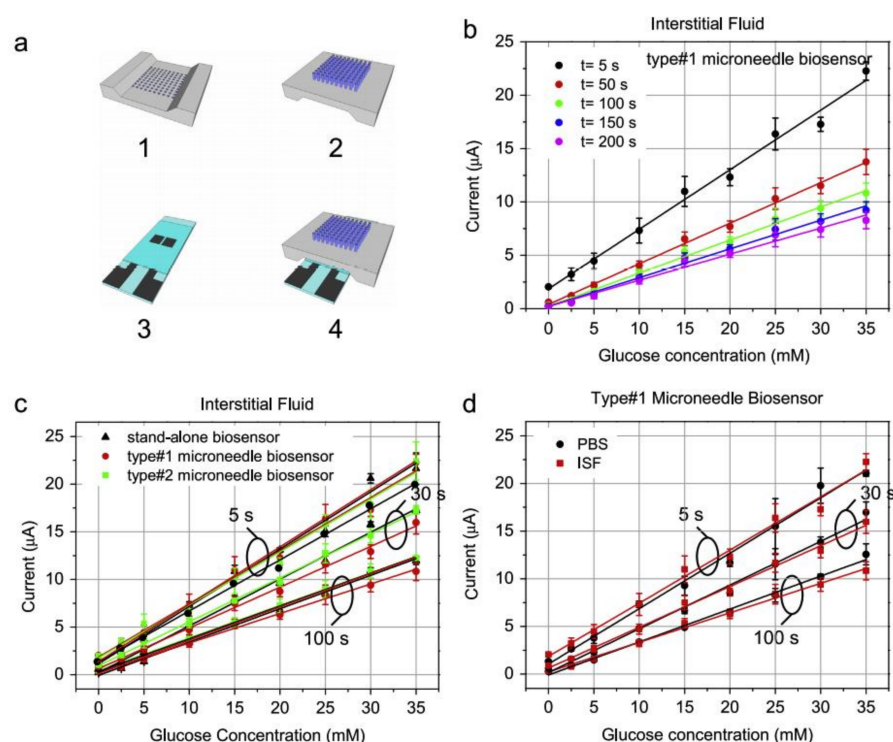 a
1
2
3
4
b
Interstitial Fluid
type#1 microneedle biosensor
t= 5 s
t= 50 s
t= 100 s
t= 150 s
t= 200 s
25
20
15
10
5
0
Current (µA)
0 5 10 15 20 25 30 35
Glucose concentration (mM)
c
Interstitial Fluid
stand-alone biosensor
type#1 microneedle biosensor
type#2 microneedle biosensor
5 s
30 s
100 s
25
20
15
10
5
0
Current (µA)
0 5 10 15 20 25 30 35
Glucose Concentration (mM)
d
Type#1 Microneedle Biosensor
PBS
ISF
5 s
30 s
100 s
25
20
15
10
5
0
Current (µA)
0 5 10 15 20 25 30 35
Glucose Concentration (mM)